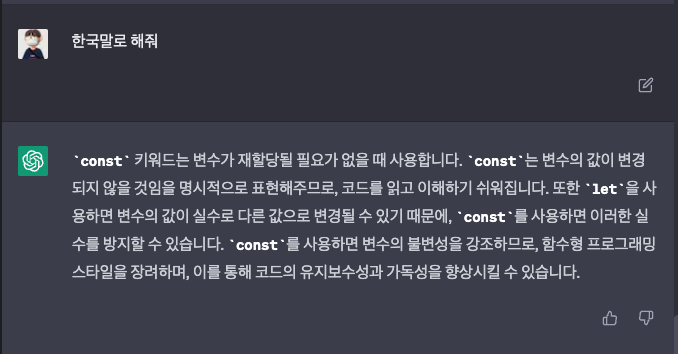 한국말로 해줘
`const` 키워드는 변수가 재할당될 필요가 없을 때 사용합니다. `const`는 변수의 값이 변경
되지 않을 것임을 명시적으로 표현해주므로, 코드를 읽고 이해하기 쉬워집니다. 또한 `let`을 사
용하면 변수의 값이 실수로 다른 값으로 변경될 수 있기 때문에, `const`를 사용하면 이러한 실
수를 방지할 수 있습니다. `const`를 사용하면 변수의 불변성을 강조하므로, 함수형 프로그래밍
스타일을 장려하며, 이를 통해 코드의 유지보수성과 가독성을 향상시킬 수 있습니다.